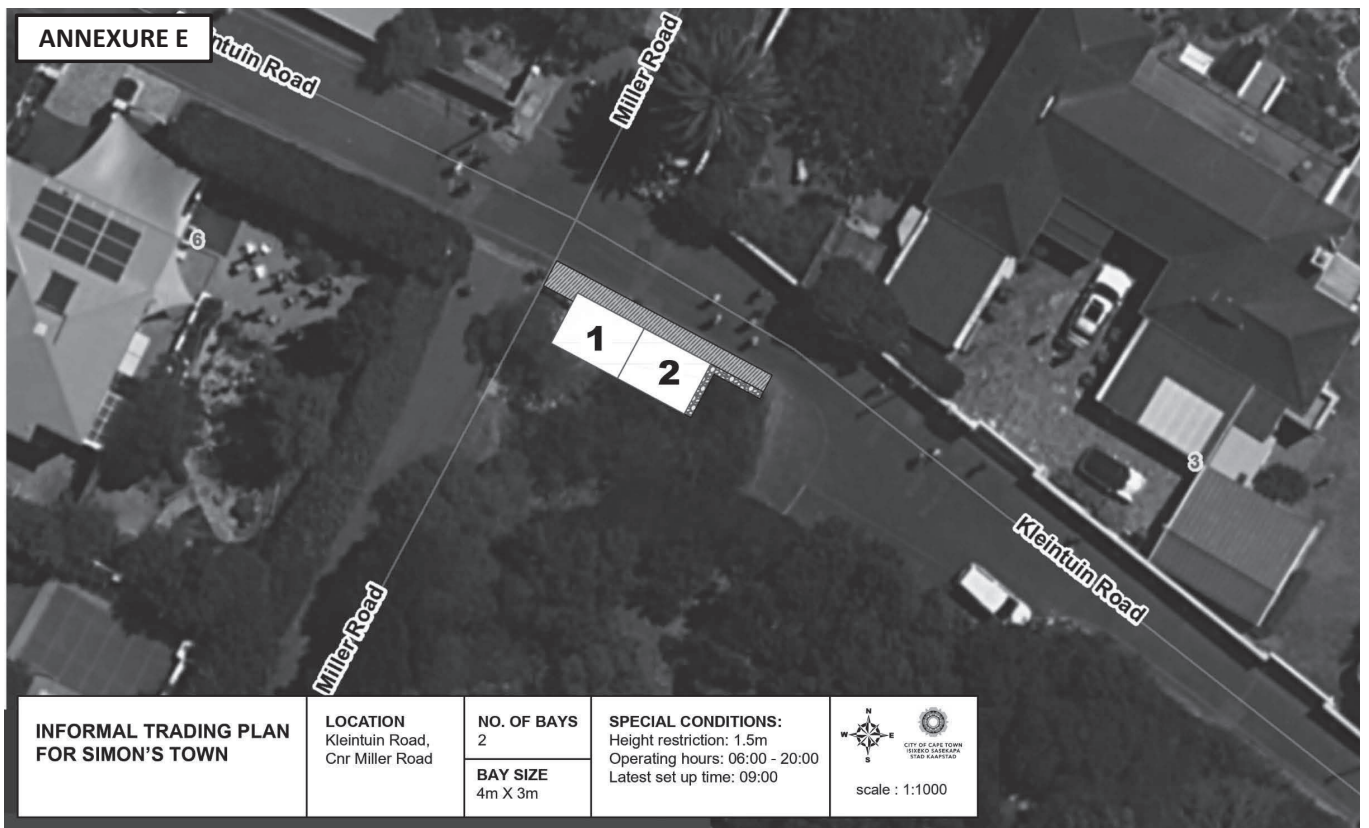 ANNEXURE E
ntuin Road
Miller Road
6
1
2
3
Kleintuin Road
Miller Road
INFORMAL TRADING PLAN
FOR SIMON'S TOWN
LOCATION
Kleintuin Road,
Cnr Miller Road
NO. OF BAYS
2
BAY SIZE
4m X 3m
SPECIAL CONDITIONS:
Height restriction: 1.5m
Operating hours: 06:00 - 20:00
Latest set up time: 09:00
N
W E
S
CITY OF CAPE TOWN
ISIXEKO SASEKAPA
STAD KAAPSTAD
scale : 1:1000